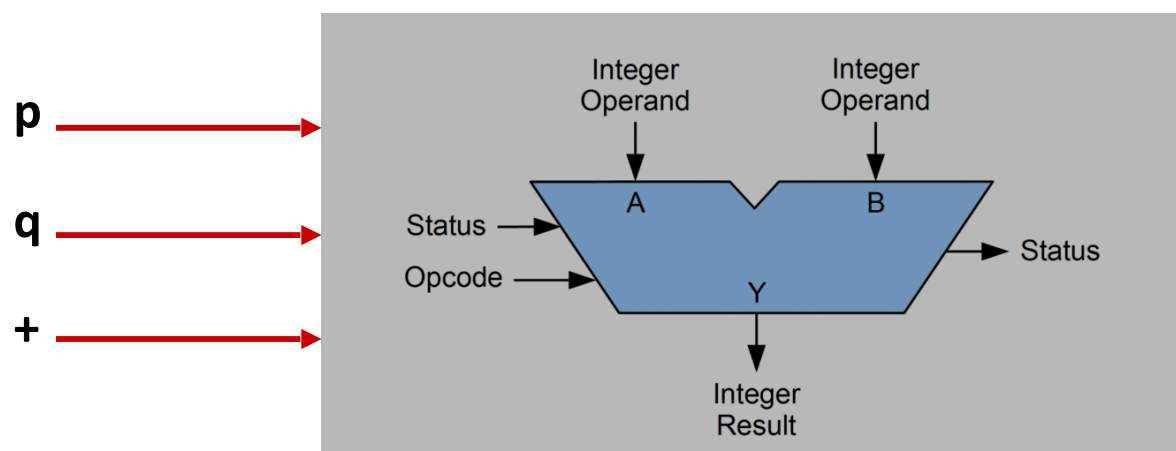 p
q
+
Integer
Operand
Integer
Operand
A
B
Status
Opcode
Status
Y
Integer
Result